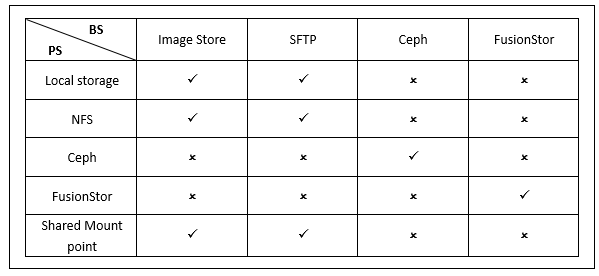 BS
PS
Image Store SFTP Ceph FusionStor
Local storage ✓ ✓ × ×
NFS ✓ ✓ × ×
Ceph × × ✓ ×
FusionStor × × × ✓
Shared Mount
point ✓ ✓ × ×